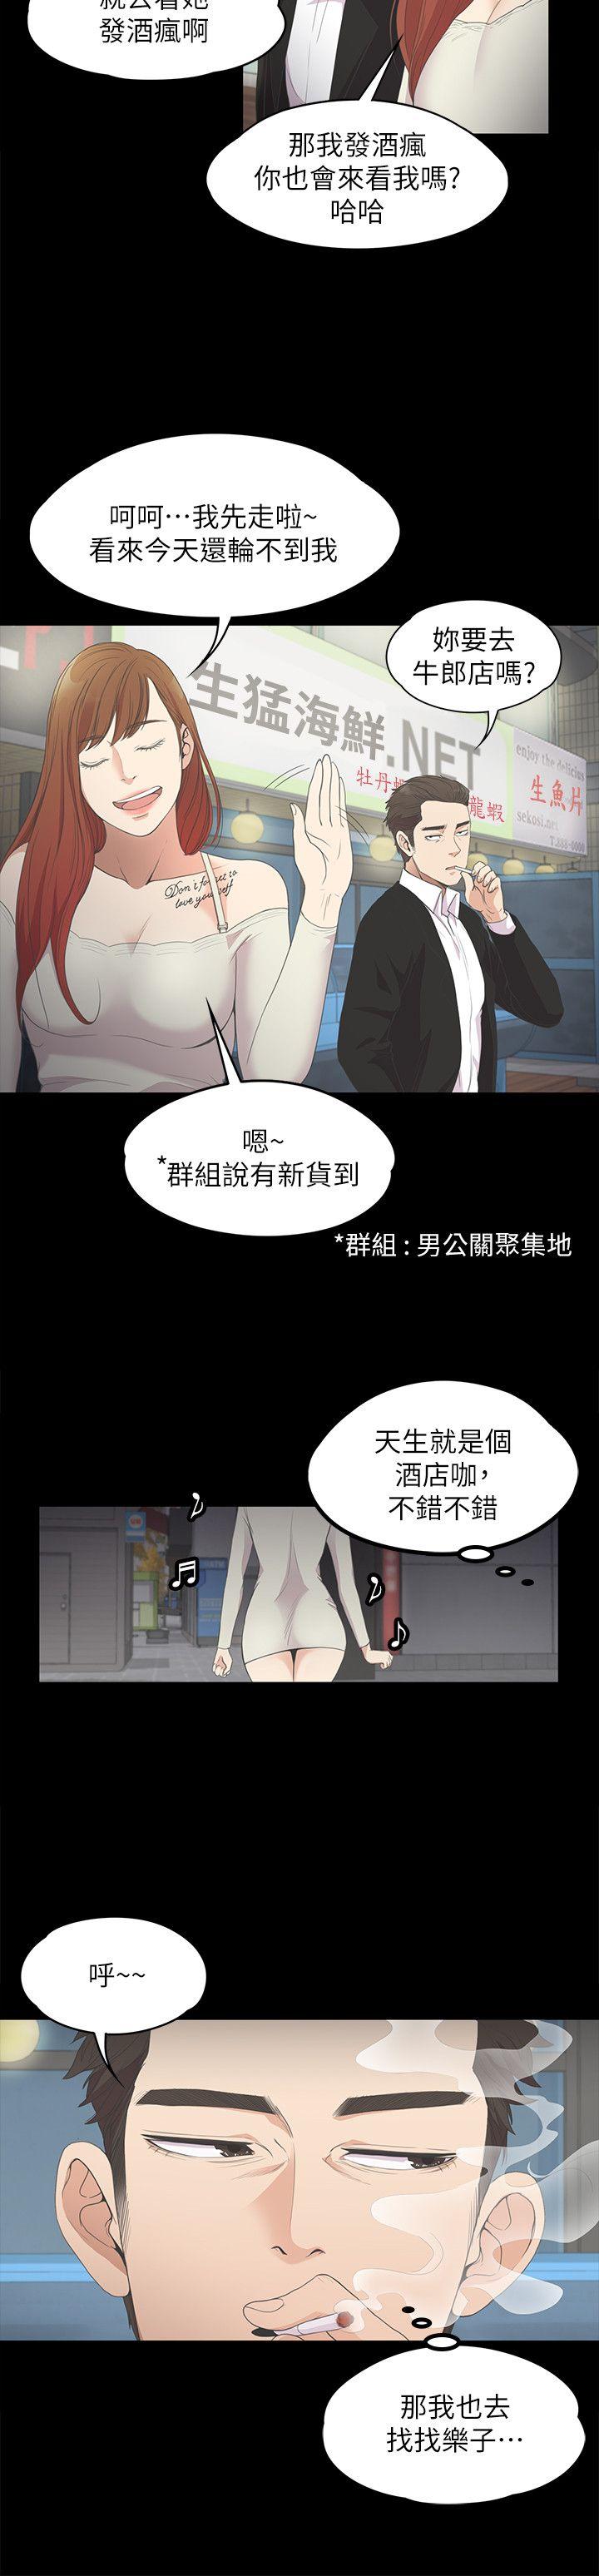 就去看她
發酒瘋啊
那我發酒瘋
你也會來看我嗎?
哈哈
呵呵⋯我先走啦~
看來今天還輪不到我
妳要去
牛郎店嗎?
生猛海鮮.NET
牡丹蝦
龍蝦
enjoy the delicious
生魚片
sekosi.net
T.888-0000
Don't forget to
love yourself
嗯~
*群組說有新貨到
*群組 : 男公關聚集地
天生就是個
酒店咖，
不錯不錯
呼~~
那我也去
找找樂子⋯